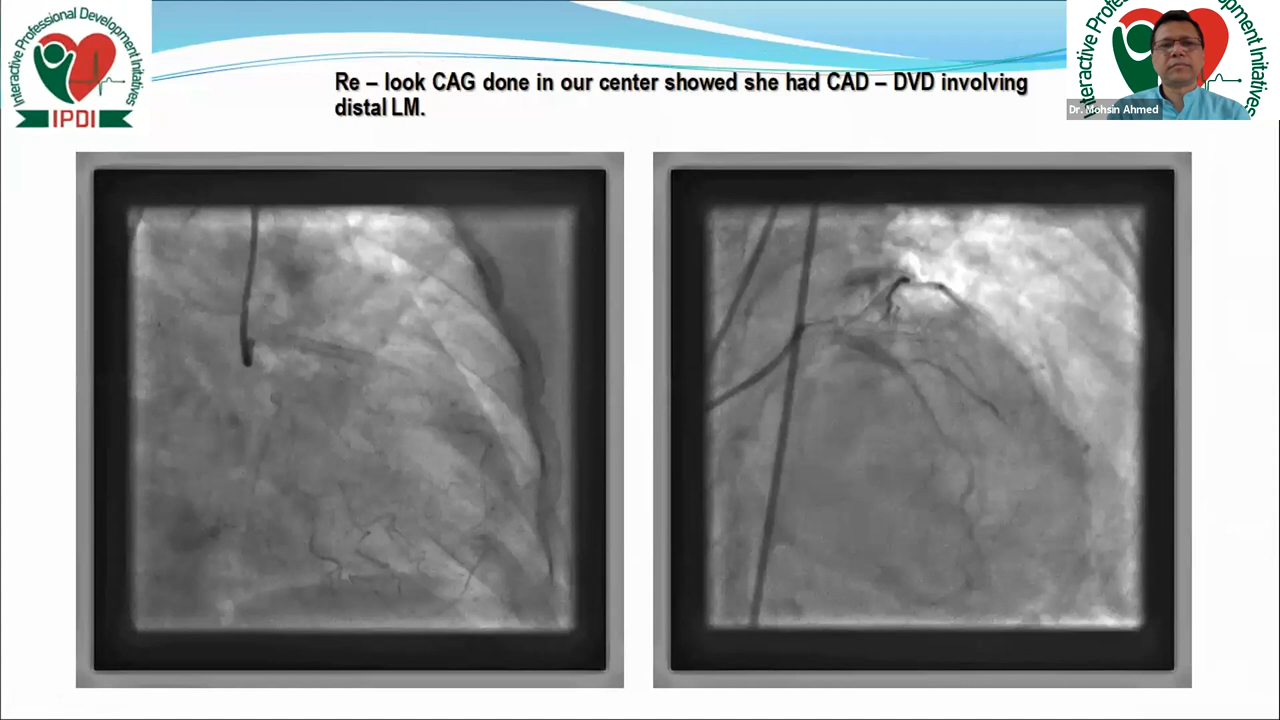 Interactive Professional Development Initiatives
IPDI
Re – look CAG done in our center showed she had CAD – DVD involving
distal LM.
Dr. Mohsin Ahmed